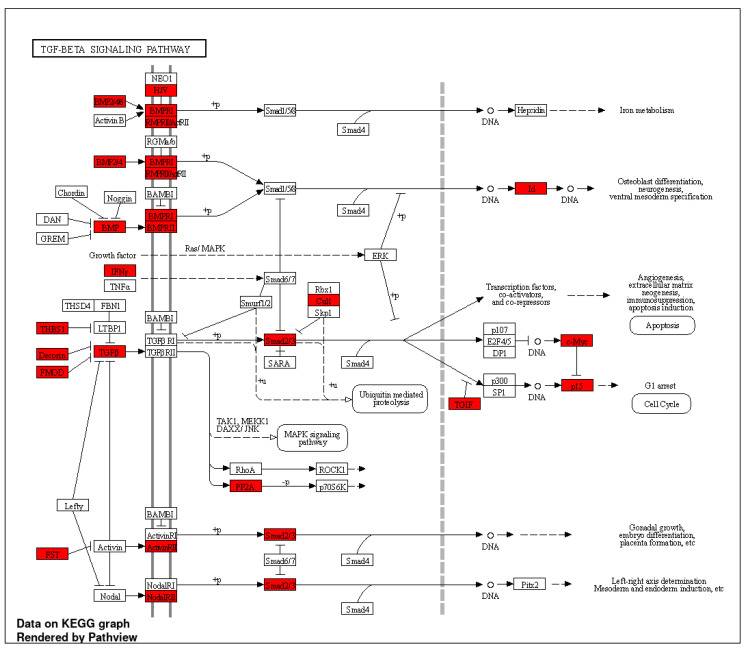 TGF-BETA SIGNALING PATHWAY
NEO1
HJV
BMP2/4/6
BMPRI
+p
Smad1/5/8
Hepcidin
Iron metabolism
Activin B
DNA
Smad4
RGMa/b
BMP2/4
BMPRI
+p
Smad1/5/8
Id
Osteoblast differentiation,
neurogenesis,
ventral mesoderm specification
DNA
DNA
Chordin
Noggin
BAMBI
Smad4
DAN
BMP
BMPRI
+p
+p
GREM
BMPRII
Growth factor
Ras/MAPK
ERK
IFNγ
TNFα
Smad6/7
Rbx1
Cul1
Skp1
Smurf1/2
+p
Transcription factors,
co-activators,
and co-repressors
Angiogenesis,
extracellular matrix
neogenesis,
immunosuppression,
apoptosis induction
Apoptosis
THSD4
FBN1
THBS1
LTBP1
BAMBI
Decorin
TGFβ
TGFβ RI
+p
Smad2/3
TGFβRII
FMOD
SARA
Smad4
p107
E2F4/5
DP1
DNA
c-Myc
+u
+u
Ubiquitin mediated
proteolysis
p300
SP1
DNA
p15
G1 arrest
Cell Cycle
TGIF
TAK1, MEKK1
DAXX/ JNK
MAPK signaling
pathway
RhoA
ROCK1
PP2A
-p
p70S6K
Lefty
BAMBI
FST
Activin
ActivinRI
ActivinRII
+p
Smad2/3
DNA
Gonadal growth,
embryo differentiation,
placenta formation, etc
Smad6/7
Smad4
Nodal
NodalRI
NodalRII
+p
Smad2/3
DNA
Pitx2
Left-right axis determination
Mesoderm and endoderm induction, etc
Smad4
Data on KEGG graph
Rendered by Pathview